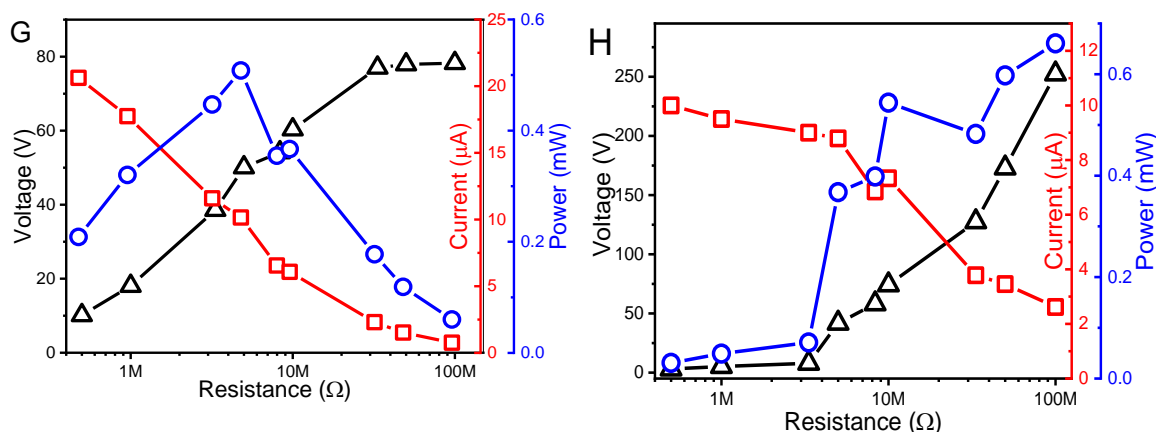 G
80
60
40
20
0
Voltage (V)
1M
10M
100M
Resistance (Ω)
25
20
15
10
5
0
Current (μA)
0.6
0.4
0.2
0.0
Power (mW)
H
250
200
150
100
50
0
Voltage (V)
1M
10M
100M
Resistance (Ω)
12
10
8
6
4
2
0
Current (μA)
0.6
0.4
0.2
0.0
Power (mW)